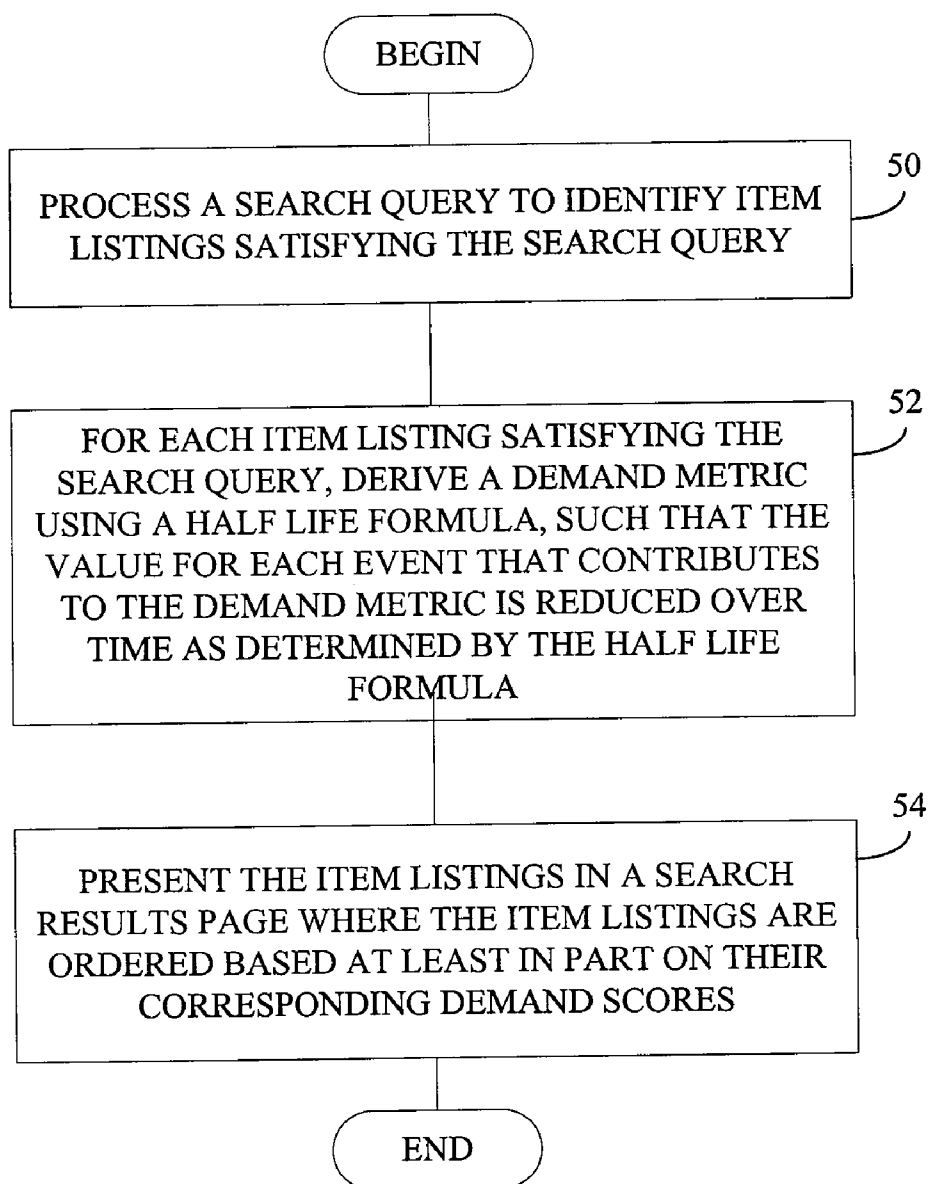 BEGIN
50
PROCESS A SEARCH QUERY TO IDENTIFY ITEM
LISTINGS SATISFYING THE SEARCH QUERY
52
FOR EACH ITEM LISTING SATISFYING THE
SEARCH QUERY, DERIVE A DEMAND METRIC
USING A HALF LIFE FORMULA, SUCH THAT THE
VALUE FOR EACH EVENT THAT CONTRIBUTES
TO THE DEMAND METRIC IS REDUCED OVER
TIME AS DETERMINED BY THE HALF LIFE
FORMULA
54
PRESENT THE ITEM LISTINGS IN A SEARCH
RESULTS PAGE WHERE THE ITEM LISTINGS ARE
ORDERED BASED AT LEAST IN PART ON THEIR
CORRESPONDING DEMAND SCORES
END